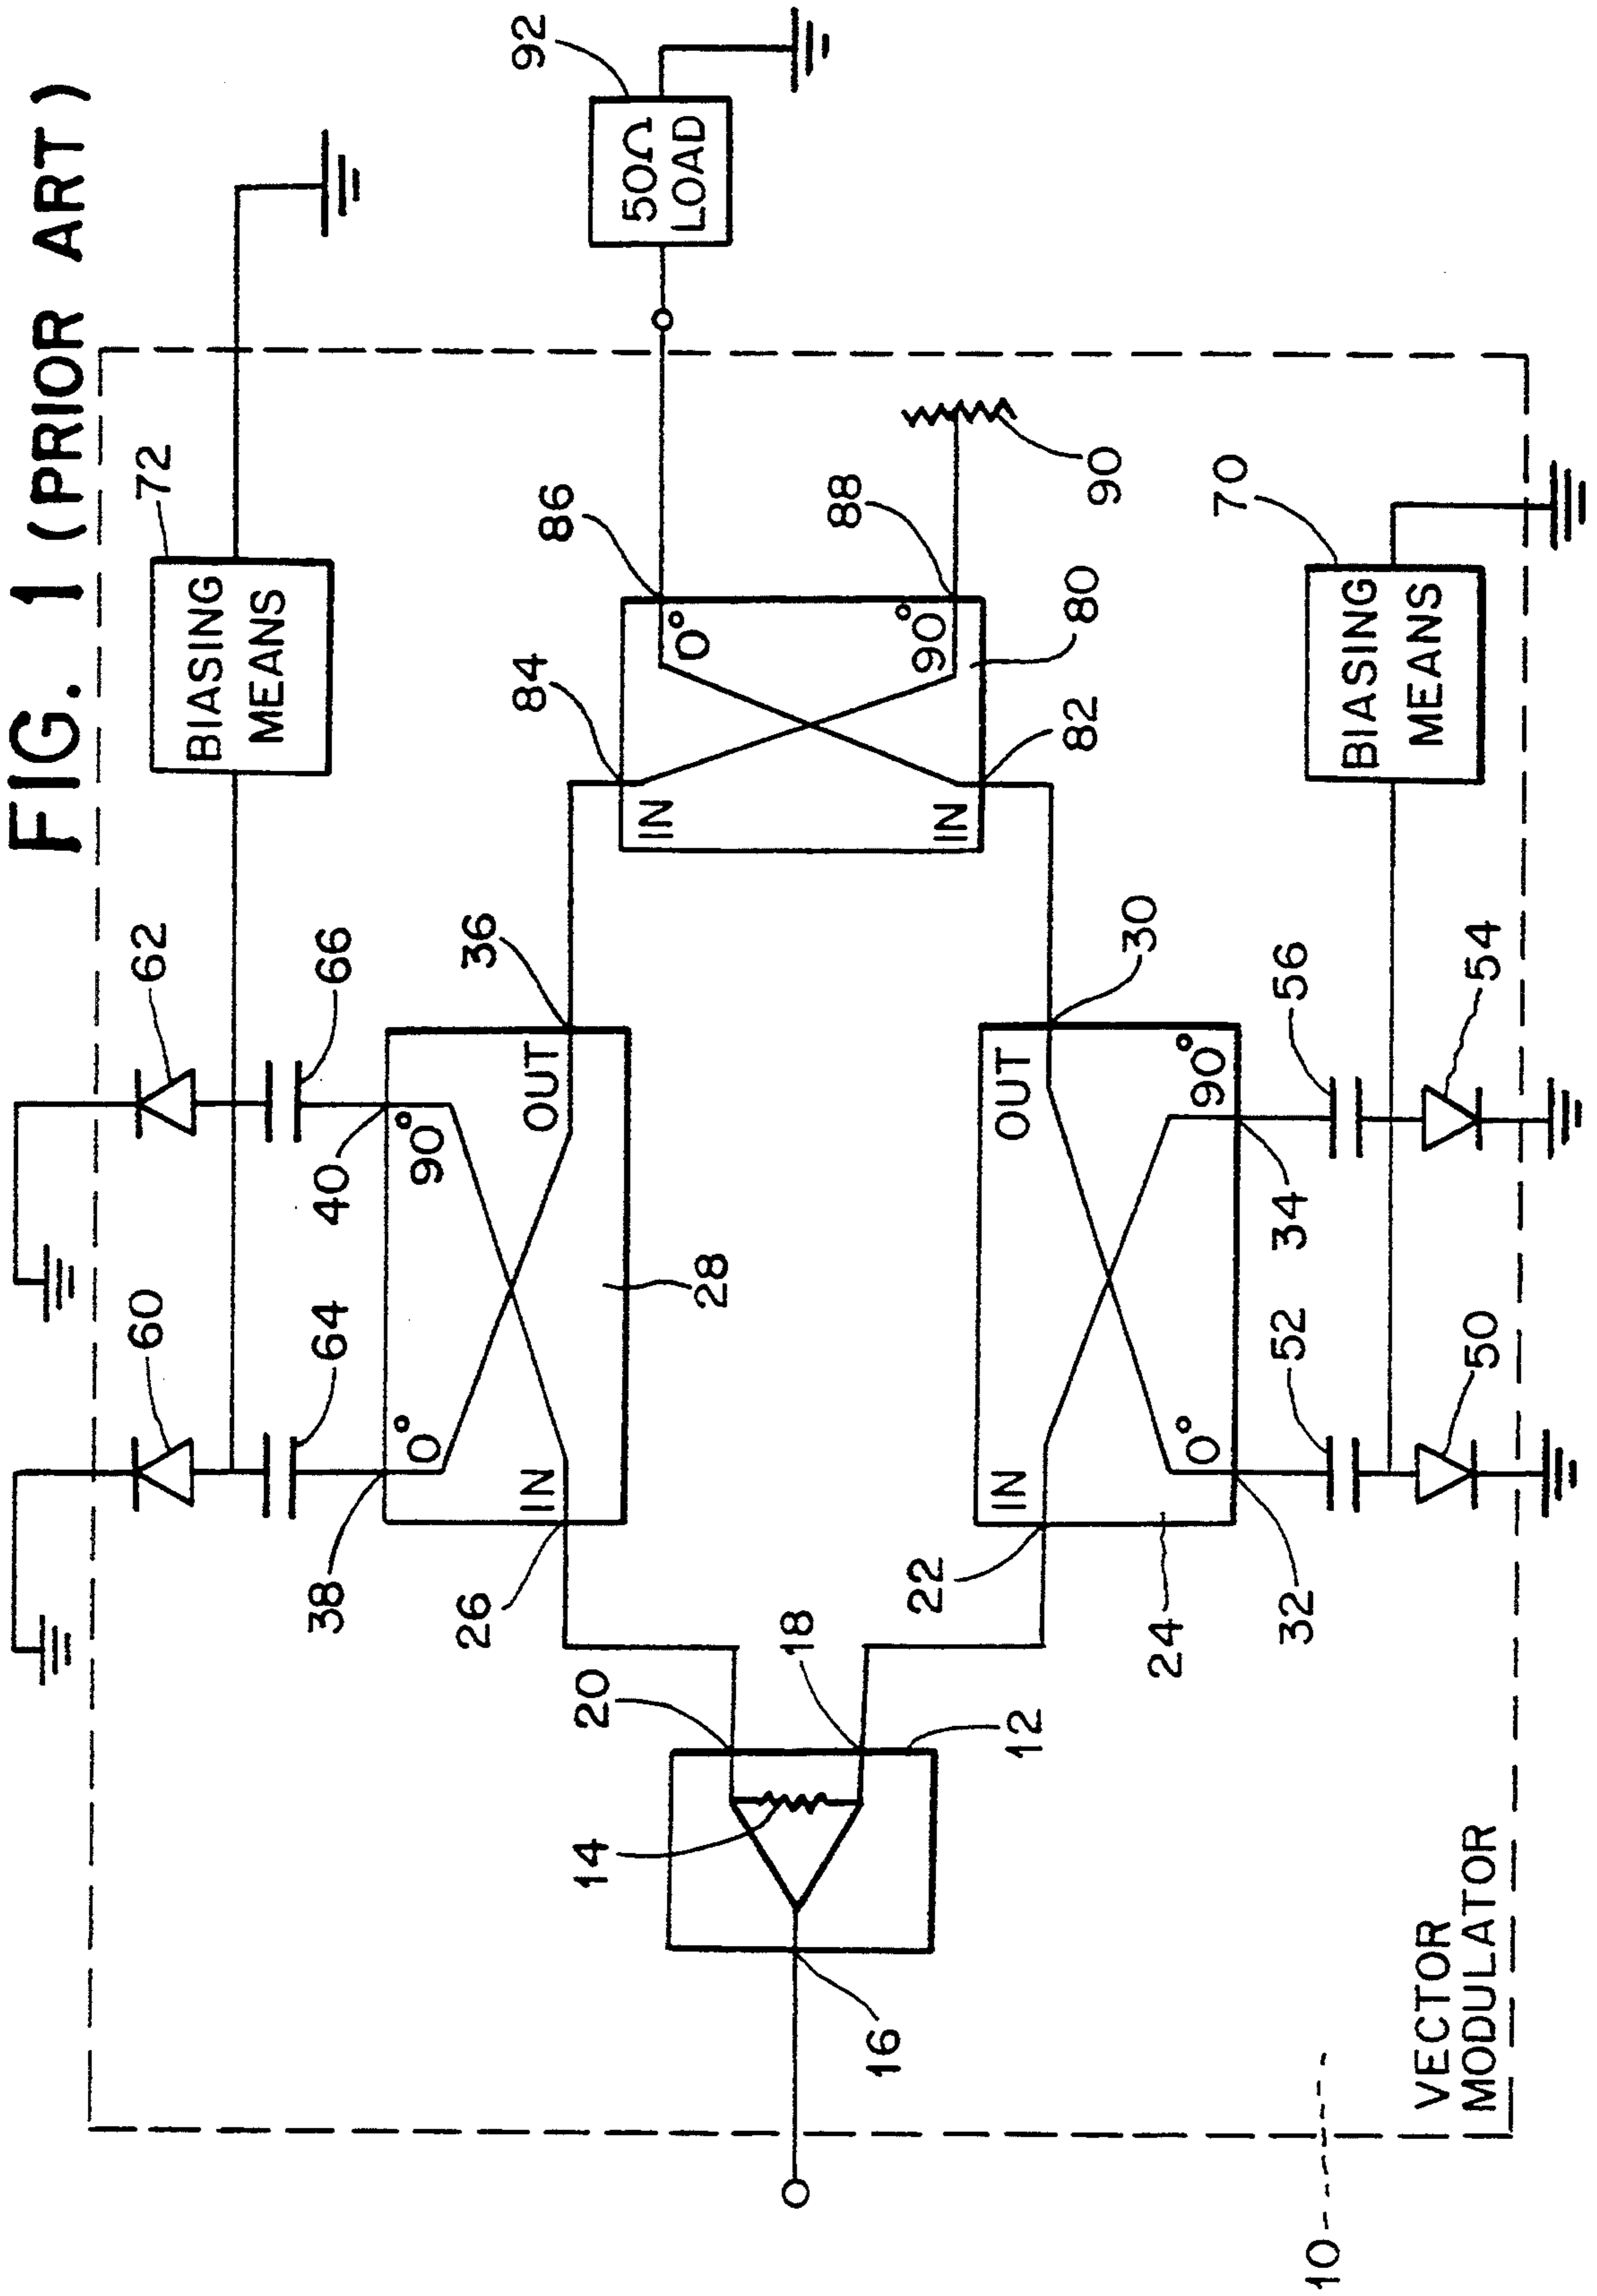 FIG. 1 (PRIOR ART)
62
72
60
BIASING
MEANS
66
64
40
38
0°
90°
IN
OUT
36
26
28
84
86
92
50Ω
LOAD
IN
0°
IN
90°
88
80
82
90
20
14
18
12
16
22
30
IN
OUT
0°
90°
24
32
34
52
56
50
54
70
BIASING
MEANS
VECTOR
MODULATOR
10